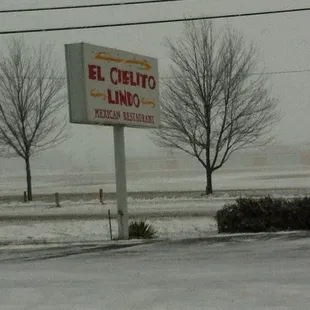 EL CIELITO
LINDO
MEXICAN RESTAURANT